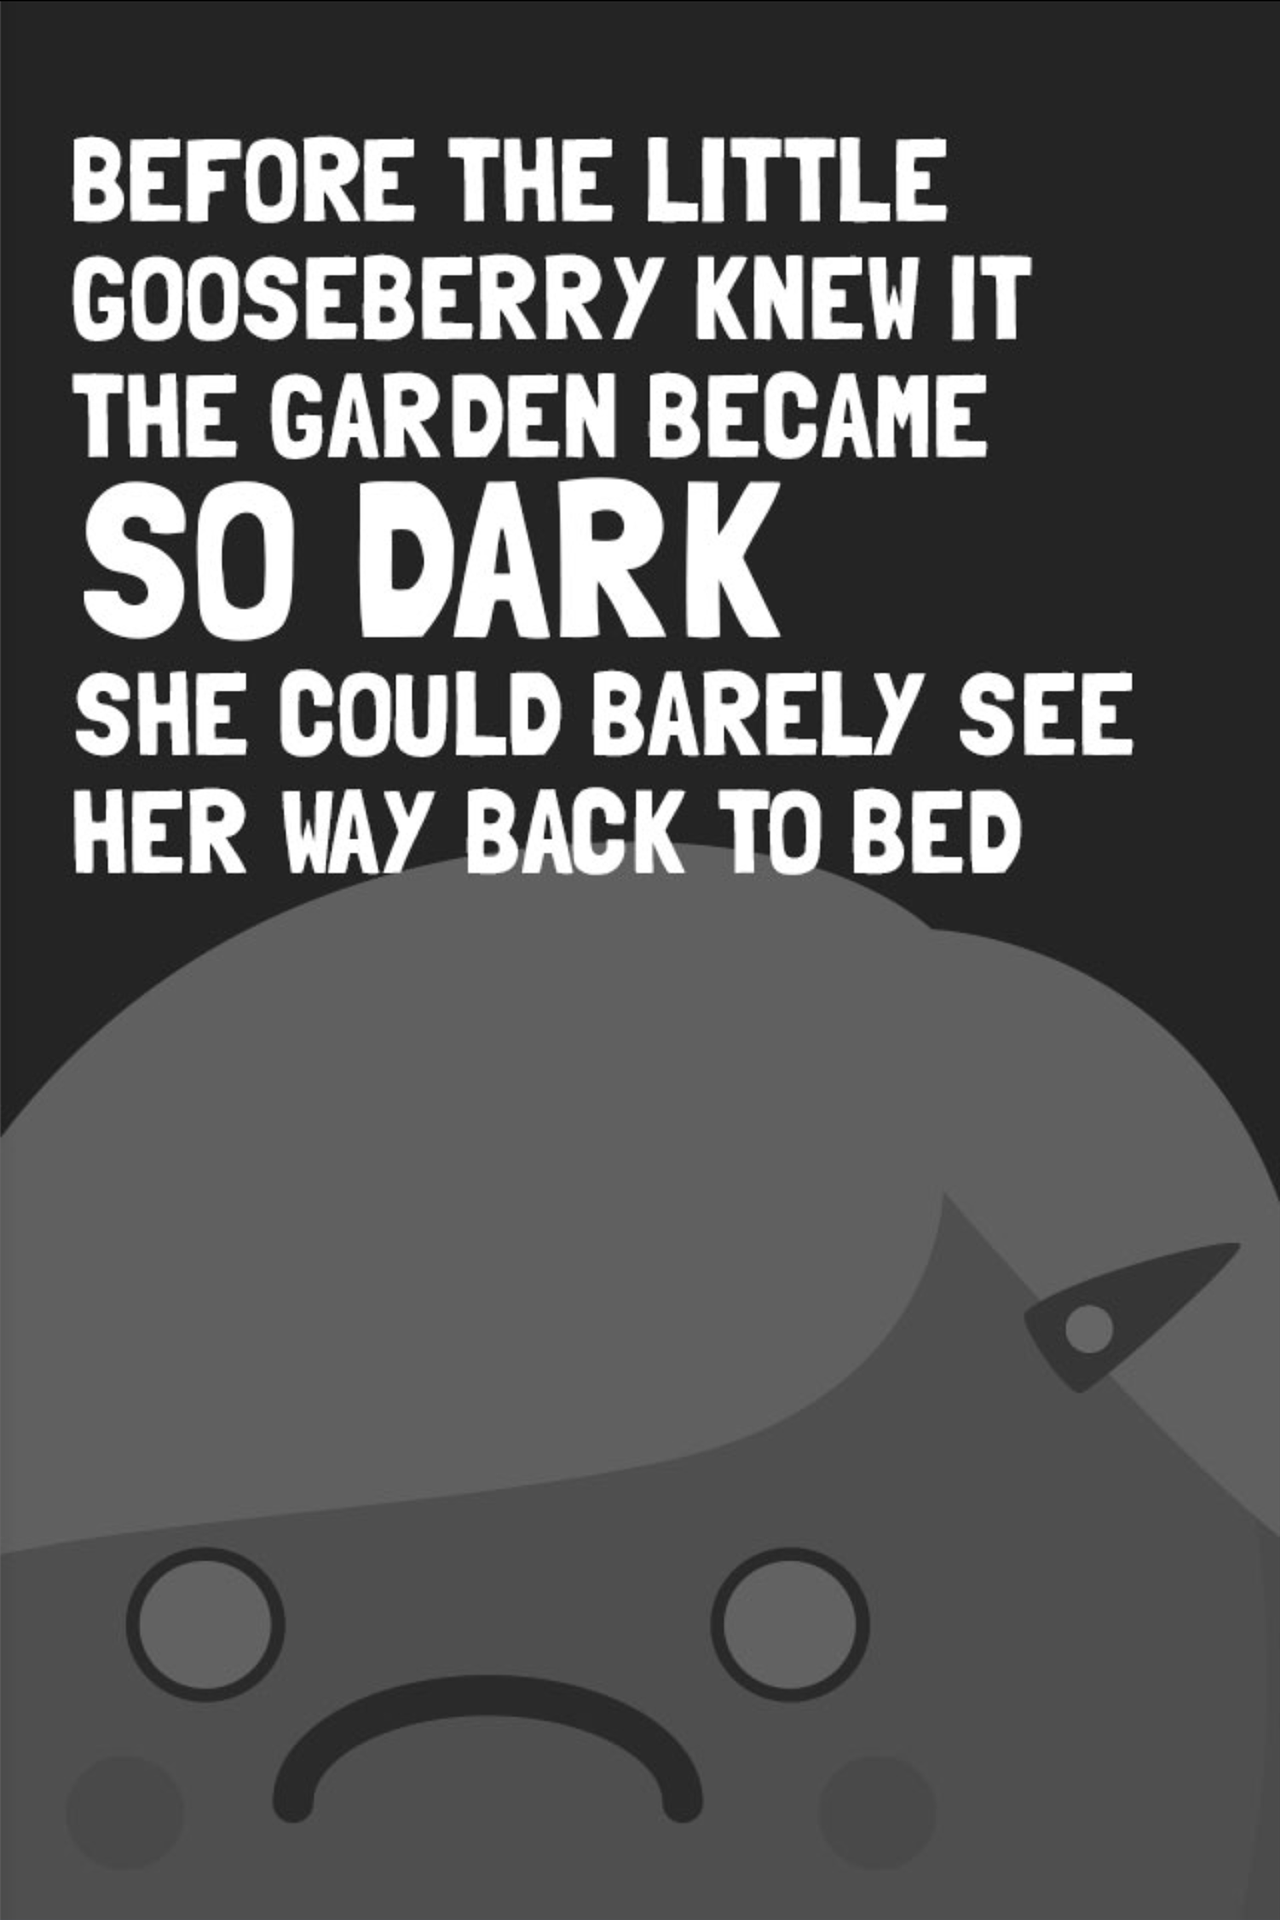 BEFORE THE LITTLE
GOOSEBERRY KNEW IT
THE GARDEN BECAME
SO DARK
SHE COULD BARELY SEE
HER WAY BACK TO BED